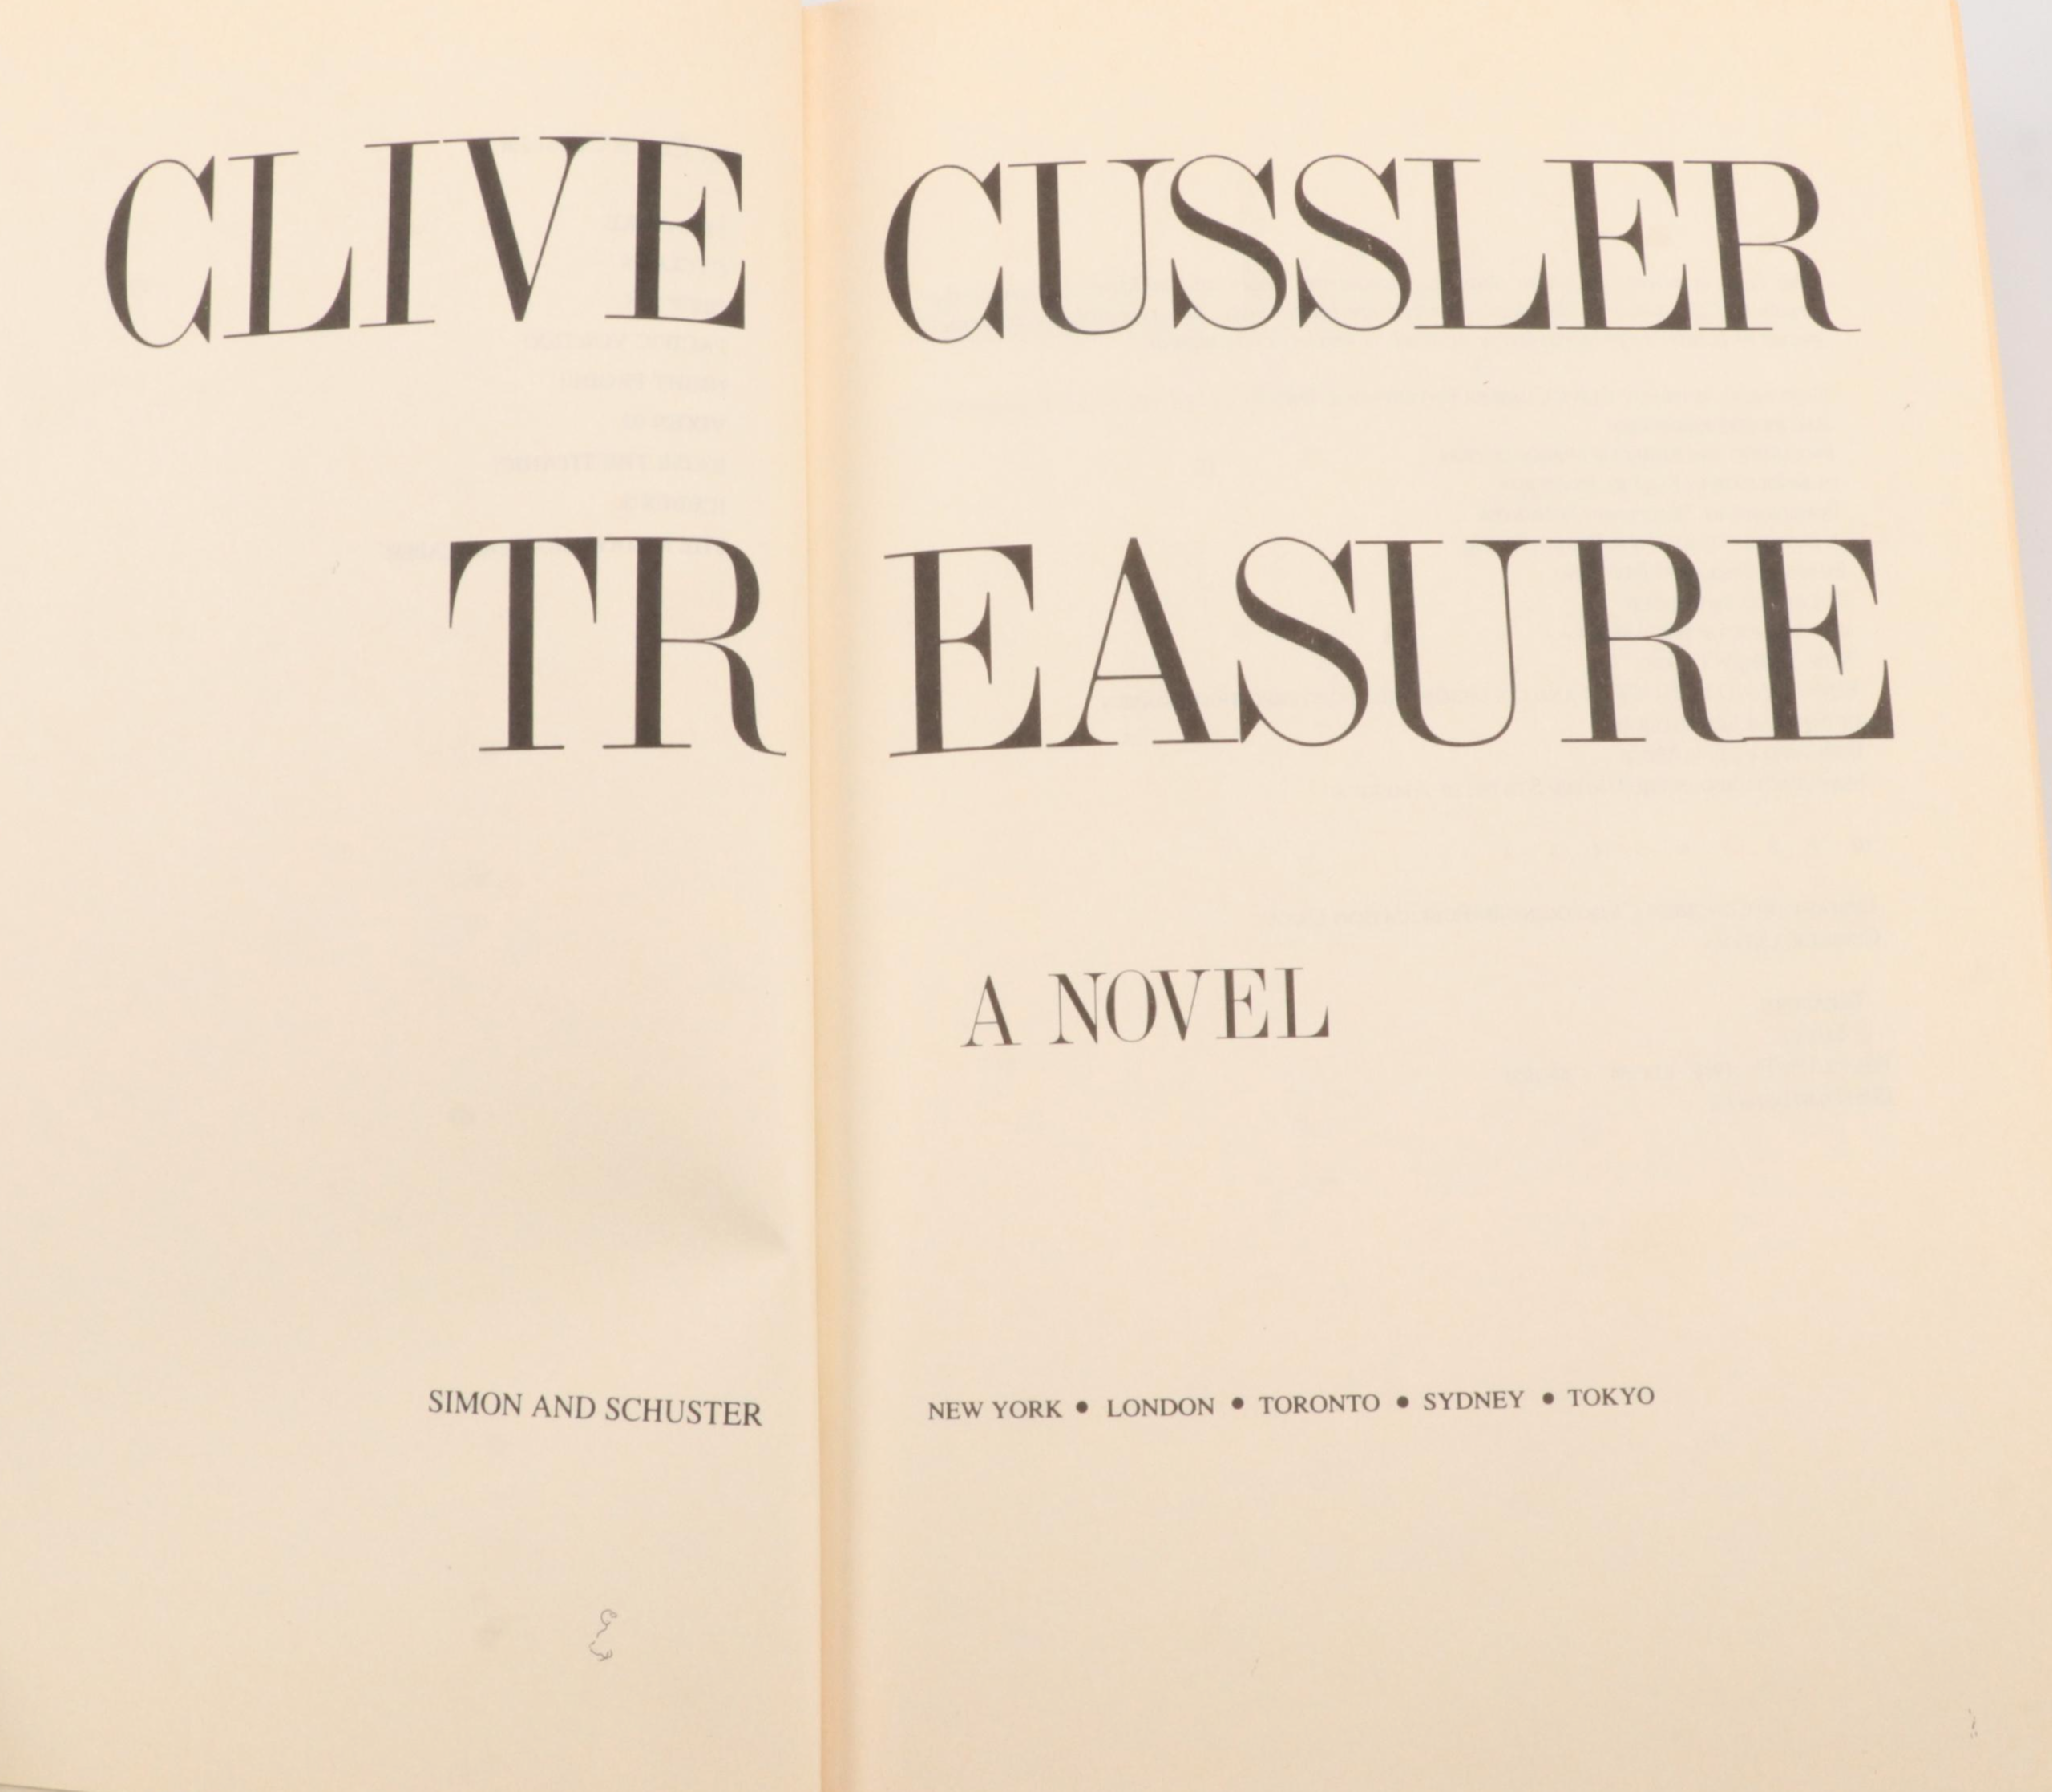 CLIVE CUSSLER
TREASURE
A NOVEL
SIMON AND SCHUSTER
NEW YORK • LONDON • TORONTO • SYDNEY • TOKYO